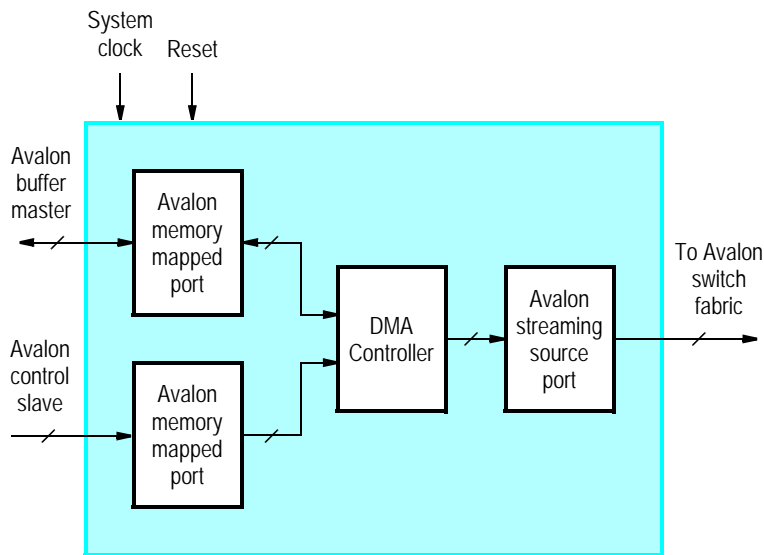 System
clock
Reset
Avalon
buffer
master
Avalon
memory
mapped
port
DMA
Controller
Avalon
streaming
source
port
To Avalon
switch
fabric
Avalon
control
slave
Avalon
memory
mapped
port